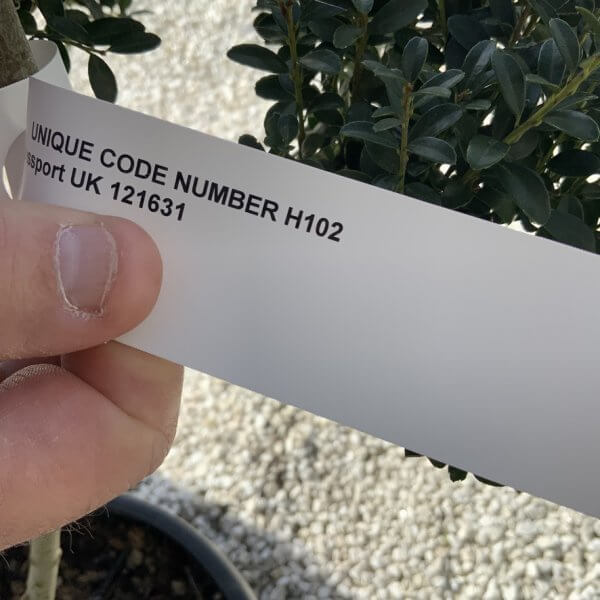 UNIQUE CODE NUMBER H102
ssport UK 121631